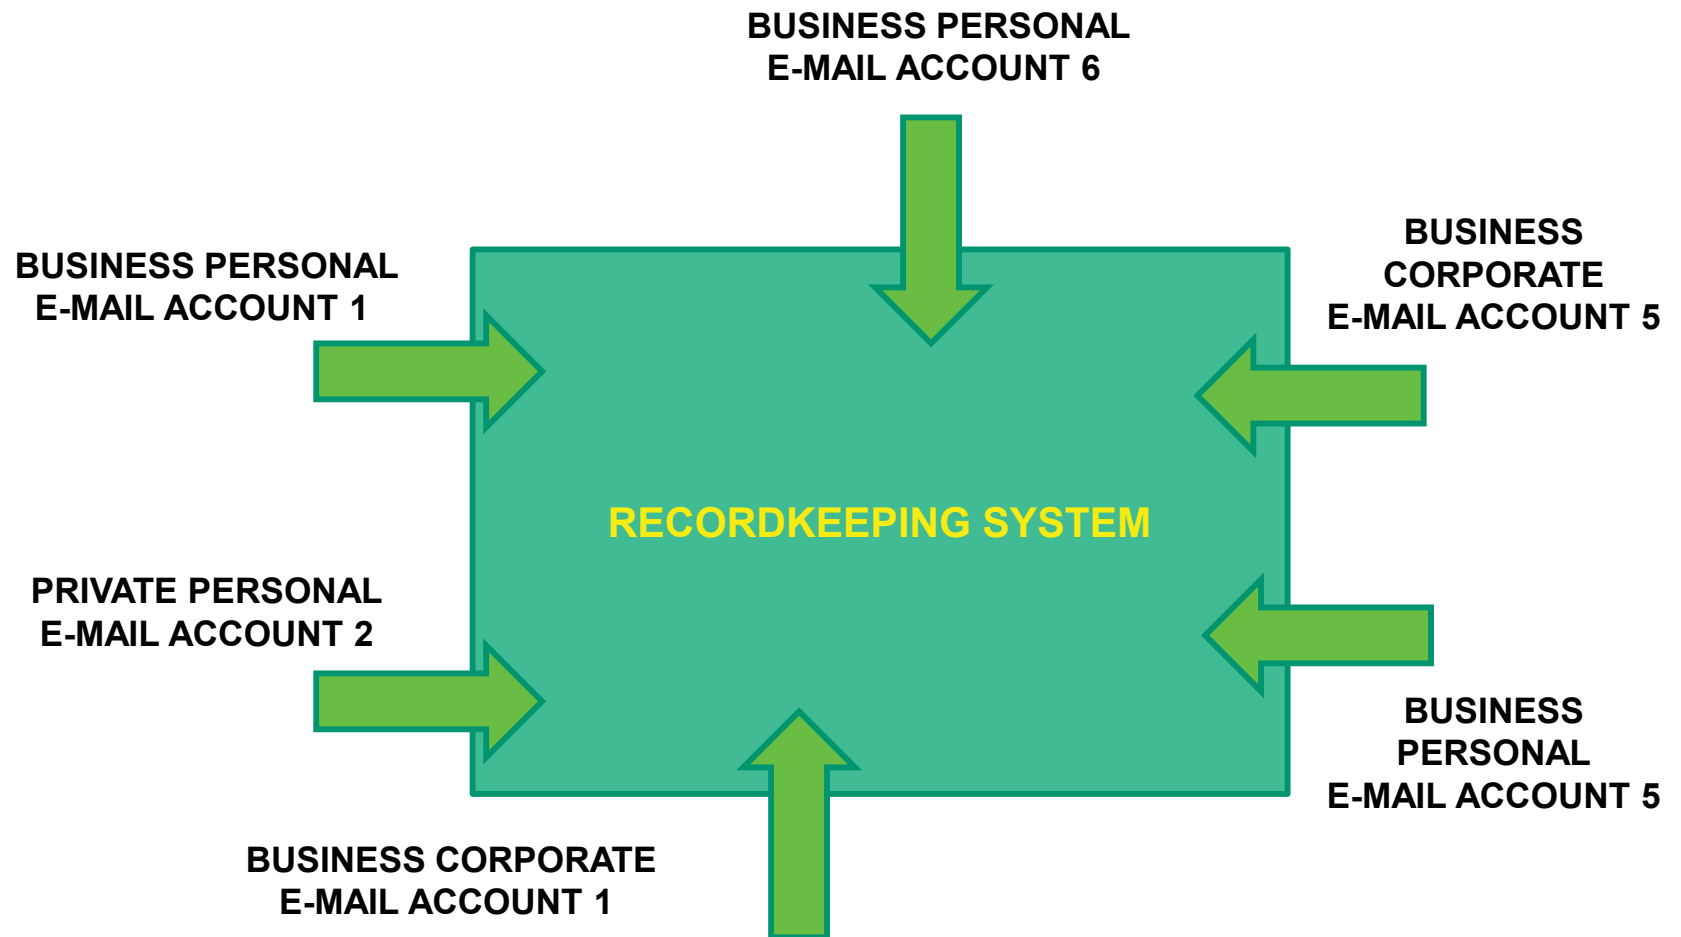 BUSINESS PERSONAL
E-MAIL ACCOUNT 6
BUSINESS PERSONAL
E-MAIL ACCOUNT 1
BUSINESS
CORPORATE
E-MAIL ACCOUNT 5
RECORDKEEPING SYSTEM
PRIVATE PERSONAL
E-MAIL ACCOUNT 2
BUSINESS
PERSONAL
E-MAIL ACCOUNT 5
BUSINESS CORPORATE
E-MAIL ACCOUNT 1